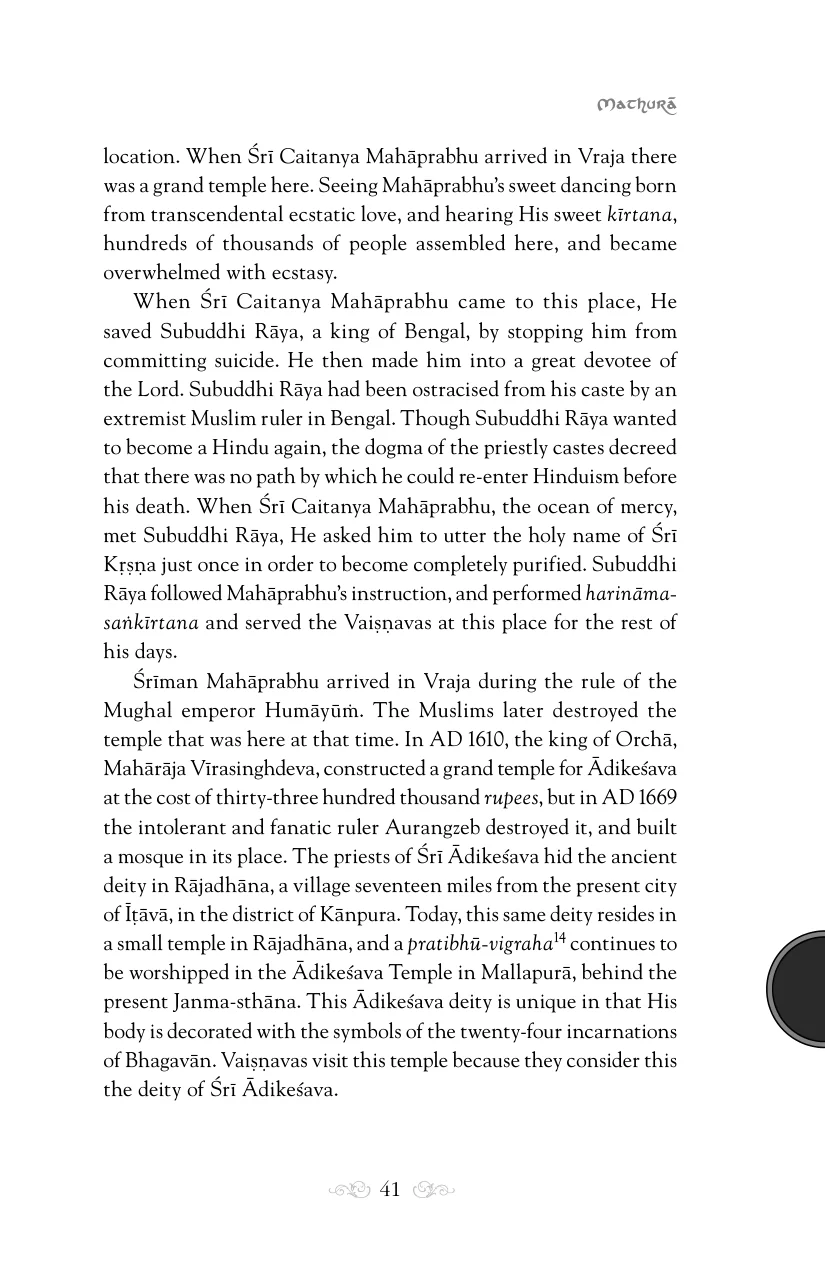 Mathurā
location. When Śrī Caitanya Mahāprabhu arrived in Vraja there
was a grand temple here. Seeing Mahāprabhu’s sweet dancing born
from transcendental ecstatic love, and hearing His sweet kīrtana,
hundreds of thousands of people assembled here, and became
overwhelmed with ecstasy.
When Śrī Caitanya Mahāprabhu came to this place, He
saved Subuddhi Rāya, a king of Bengal, by stopping him from
committing suicide. He then made him into a great devotee of
the Lord. Subuddhi Rāya had been ostracised from his caste by an
extremist Muslim ruler in Bengal. Though Subuddhi Rāya wanted
to become a Hindu again, the dogma of the priestly castes decreed
that there was no path by which he could re-enter Hinduism before
his death. When Śrī Caitanya Mahāprabhu, the ocean of mercy,
met Subuddhi Rāya, He asked him to utter the holy name of Śrī
Kṛṣṇa just once in order to become completely purified. Subuddhi
Rāya followed Mahāprabhu’s instruction, and performed harināma-
saṅkīrtana and served the Vaiṣṇavas at this place for the rest of
his days.
Śrīman Mahāprabhu arrived in Vraja during the rule of the
Mughal emperor Humāyūṁ. The Muslims later destroyed the
temple that was here at that time. In AD 1610, the king of Orchā,
Mahārāja Vīrasinghdeva, constructed a grand temple for Ādikeśava
at the cost of thirty-three hundred thousand rupees, but in AD 1669
the intolerant and fanatic ruler Aurangzeb destroyed it, and built
a mosque in its place. The priests of Śrī Ādikeśava hid the ancient
deity in Rājadhāna, a village seventeen miles from the present city
of Īṭāvā, in the district of Kānpura. Today, this same deity resides in
a small temple in Rājadhāna, and a pratibhū-vigraha14 continues to
be worshipped in the Ādikeśava Temple in Mallapurā, behind the
present Janma-sthāna. This Ādikeśava deity is unique in that His
body is decorated with the symbols of the twenty-four incarnations
of Bhagavān. Vaiṣṇavas visit this temple because they consider this
the deity of Śrī Ādikeśava.
41